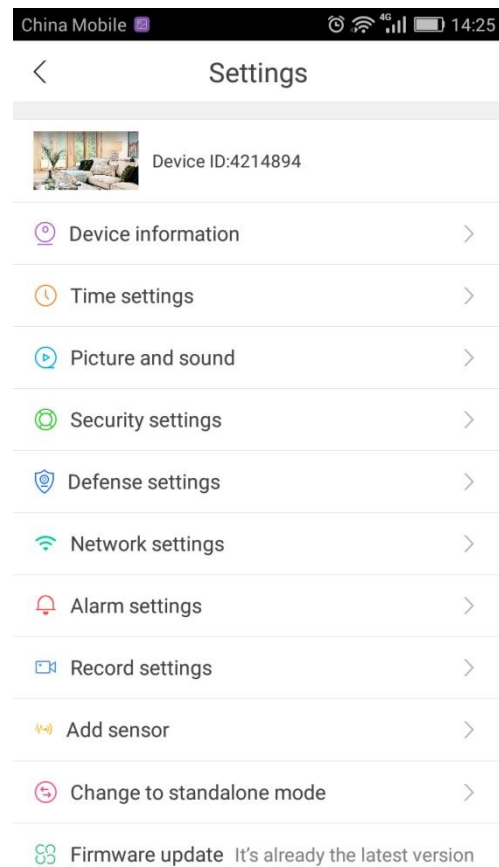 China Mobile 4G 14:25
Settings
Device ID:4214894
Device information
Time settings
Picture and sound
Security settings
Defense settings
Network settings
Alarm settings
Record settings
Add sensor
Change to standalone mode
Firmware update It's already the latest version